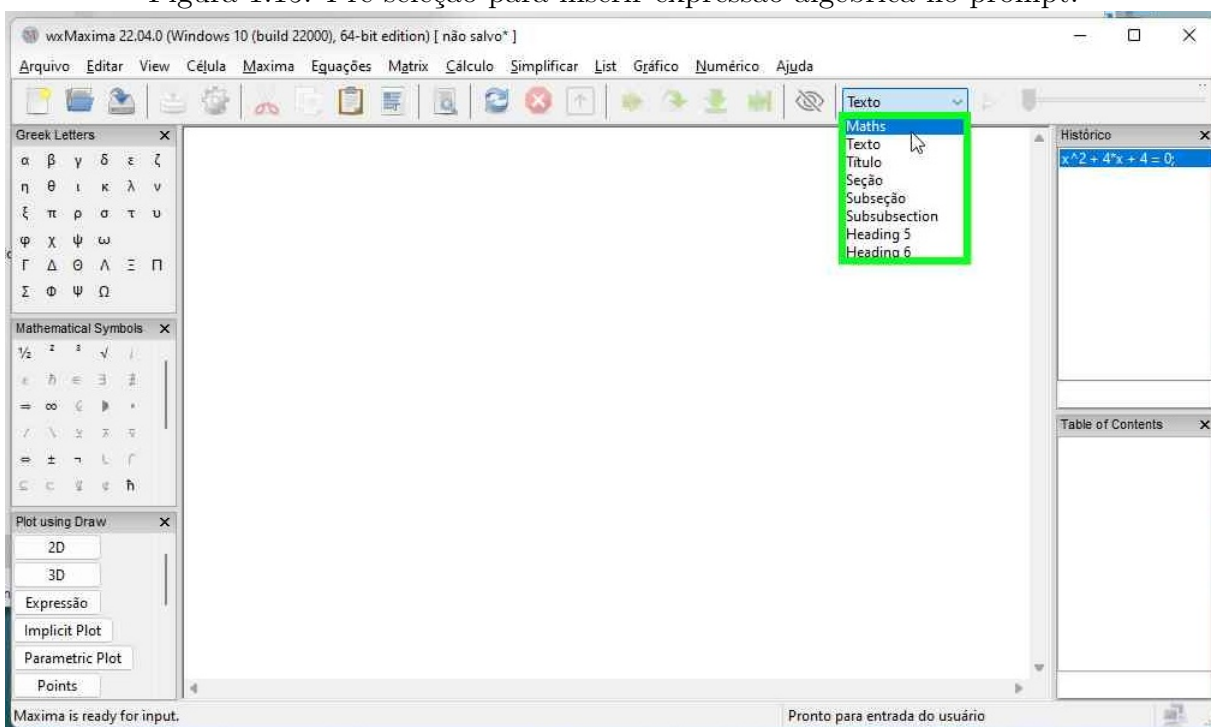 Figura 1.10: Pré-seleção para inserir expressão algébrica no prompt.
wxMaxima 22.04.0 (Windows 10 (build 22000), 64-bit edition) [ não salvo* ]
Arquivo Editar View Célula Maxima Equações Matrix Cálculo Simplificar List Gráfico Numérico Ajuda
Texto
Maths
Texto
Título
Seção
Subseção
Subsubsection
Heading 5
Heading 6
Greek Letters
α β γ δ ε ζ
η θ ι κ λ ν
ξ π ρ σ τ υ
φ χ ψ ω
Γ Δ Θ Λ Ξ Π
Σ Φ Ψ Ω
Mathematical Symbols
½ ² ³ √
ħ ∈ ∃ ∄
⇒ ∞
⇔ ± ¬
ħ
Plot using Draw
2D
3D
Expressão
Implicit Plot
Parametric Plot
Points
Histórico
x^2 + 4*x + 4 = 0;
Table of Contents
Maxima is ready for input.
Pronto para entrada do usuário